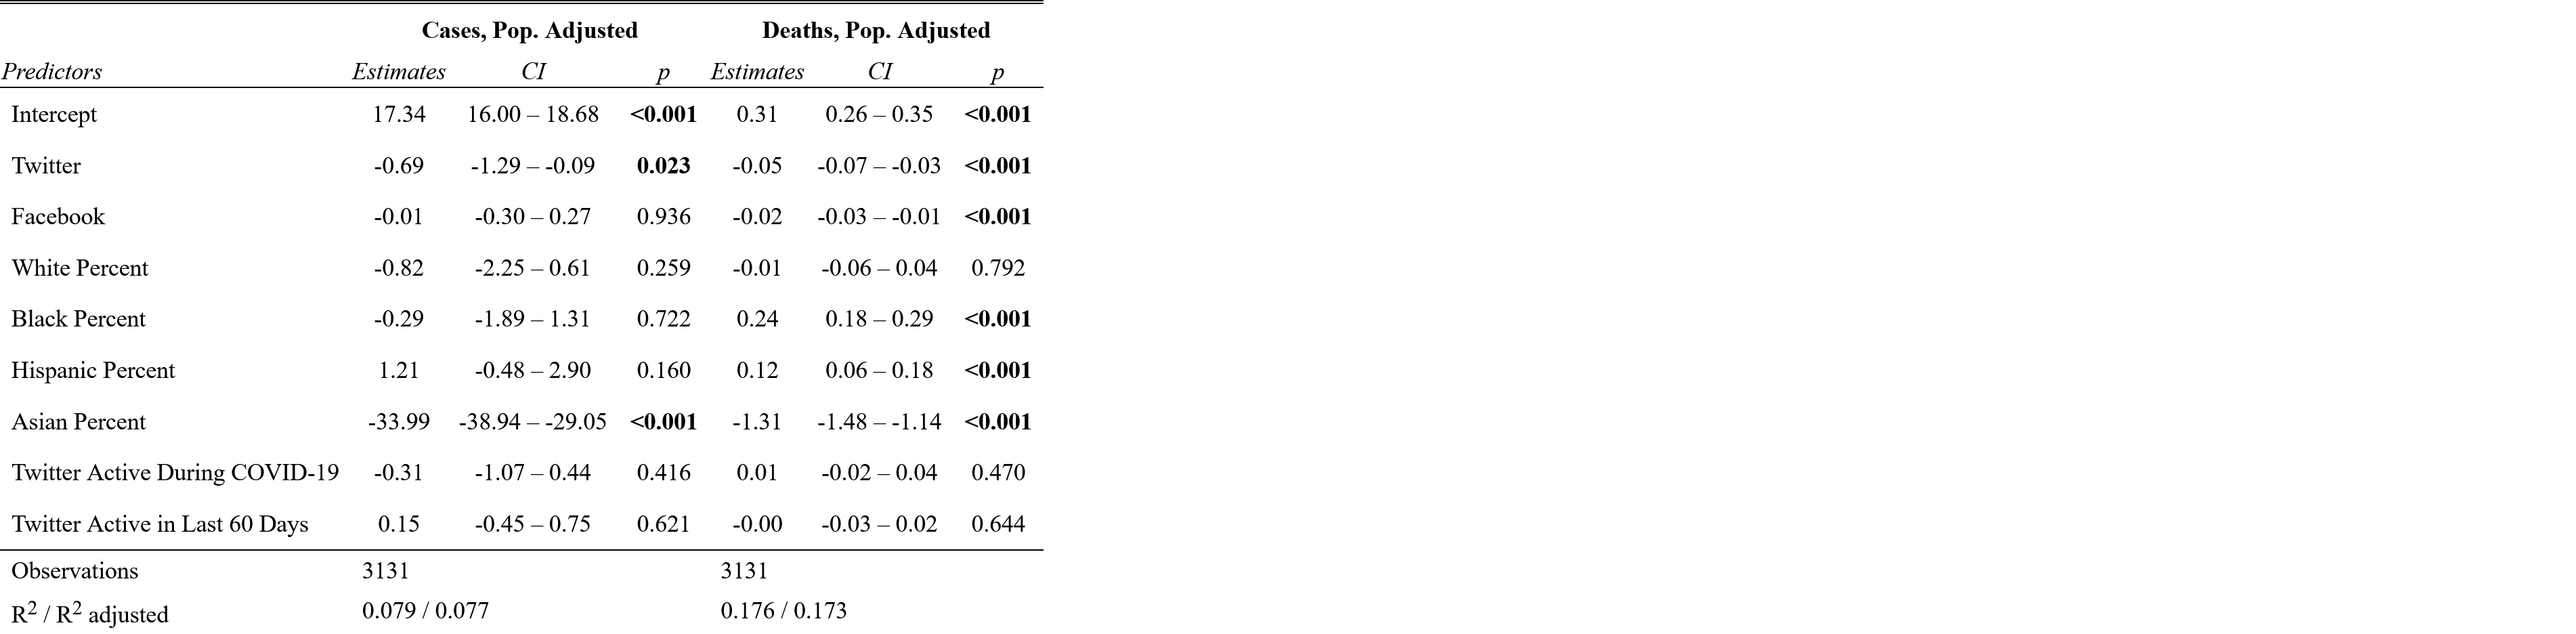 Cases, Pop. Adjusted Deaths, Pop. Adjusted
Predictors Estimates CI p Estimates CI p
Intercept 17.34 16.00 – 18.68 <0.001 0.31 0.26 – 0.35 <0.001
Twitter -0.69 -1.29 – -0.09 0.023 -0.05 -0.07 – -0.03 <0.001
Facebook -0.01 -0.30 – 0.27 0.936 -0.02 -0.03 – -0.01 <0.001
White Percent -0.82 -2.25 – 0.61 0.259 -0.01 -0.06 – 0.04 0.792
Black Percent -0.29 -1.89 – 1.31 0.722 0.24 0.18 – 0.29 <0.001
Hispanic Percent 1.21 -0.48 – 2.90 0.160 0.12 0.06 – 0.18 <0.001
Asian Percent -33.99 -38.94 – -29.05 <0.001 -1.31 -1.48 – -1.14 <0.001
Twitter Active During COVID-19 -0.31 -1.07 – 0.44 0.416 0.01 -0.02 – 0.04 0.470
Twitter Active in Last 60 Days 0.15 -0.45 – 0.75 0.621 -0.00 -0.03 – 0.02 0.644
Observations 3131 3131
R² / R² adjusted 0.079 / 0.077 0.176 / 0.173